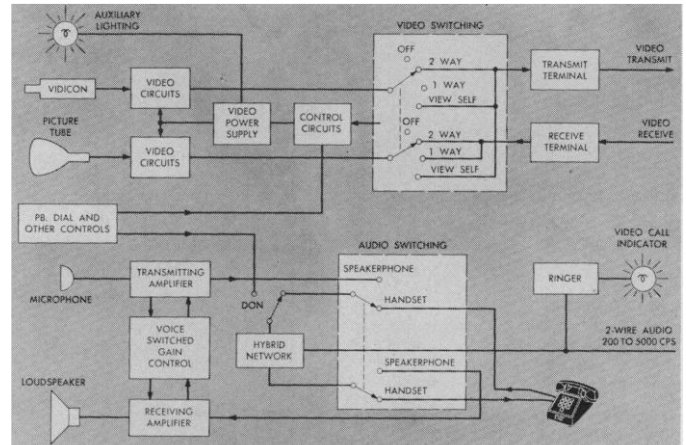 AUXILIARY
LIGHTING
VIDICON
VIDEO
CIRCUITS
PICTURE
TUBE
VIDEO
CIRCUITS
VIDEO
POWER
SUPPLY
CONTROL
CIRCUITS
VIDEO SWITCHING
OFF
2 WAY
1 WAY
VIEW SELF
OFF
2 WAY
1 WAY
VIEW SELF
TRANSMIT
TERMINAL
VIDEO
TRANSMIT
RECEIVE
TERMINAL
VIDEO
RECEIVE
PB. DIAL AND
OTHER CONTROLS
MICROPHONE
TRANSMITTING
AMPLIFIER
VOICE
SWITCHED
GAIN
CONTROL
LOUDSPEAKER
RECEIVING
AMPLIFIER
DON
HYBRID
NETWORK
AUDIO SWITCHING
SPEAKERPHONE
HANDSET
SPEAKERPHONE
HANDSET
RINGER
VIDEO CALL
INDICATOR
2-WIRE AUDIO
200 TO 5000 CPS